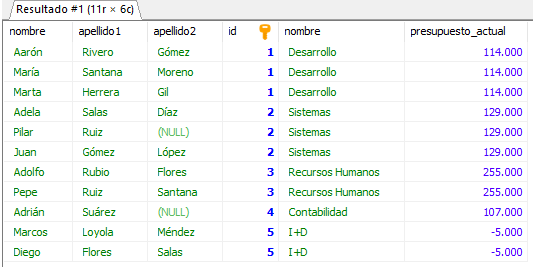 Resultado #1 (11r × 6c)
nombre apellido1 apellido2 id nombre presupuesto_actual
Aarón Rivero Gómez 1 Desarrollo 114.000
María Santana Moreno 1 Desarrollo 114.000
Marta Herrera Gil 1 Desarrollo 114.000
Adela Salas Díaz 2 Sistemas 129.000
Pilar Ruiz (NULL) 2 Sistemas 129.000
Juan Gómez López 2 Sistemas 129.000
Adolfo Rubio Flores 3 Recursos Humanos 255.000
Pepe Ruiz Santana 3 Recursos Humanos 255.000
Adrián Suárez (NULL) 4 Contabilidad 107.000
Marcos Loyola Méndez 5 I+D -5.000
Diego Flores Salas 5 I+D -5.000